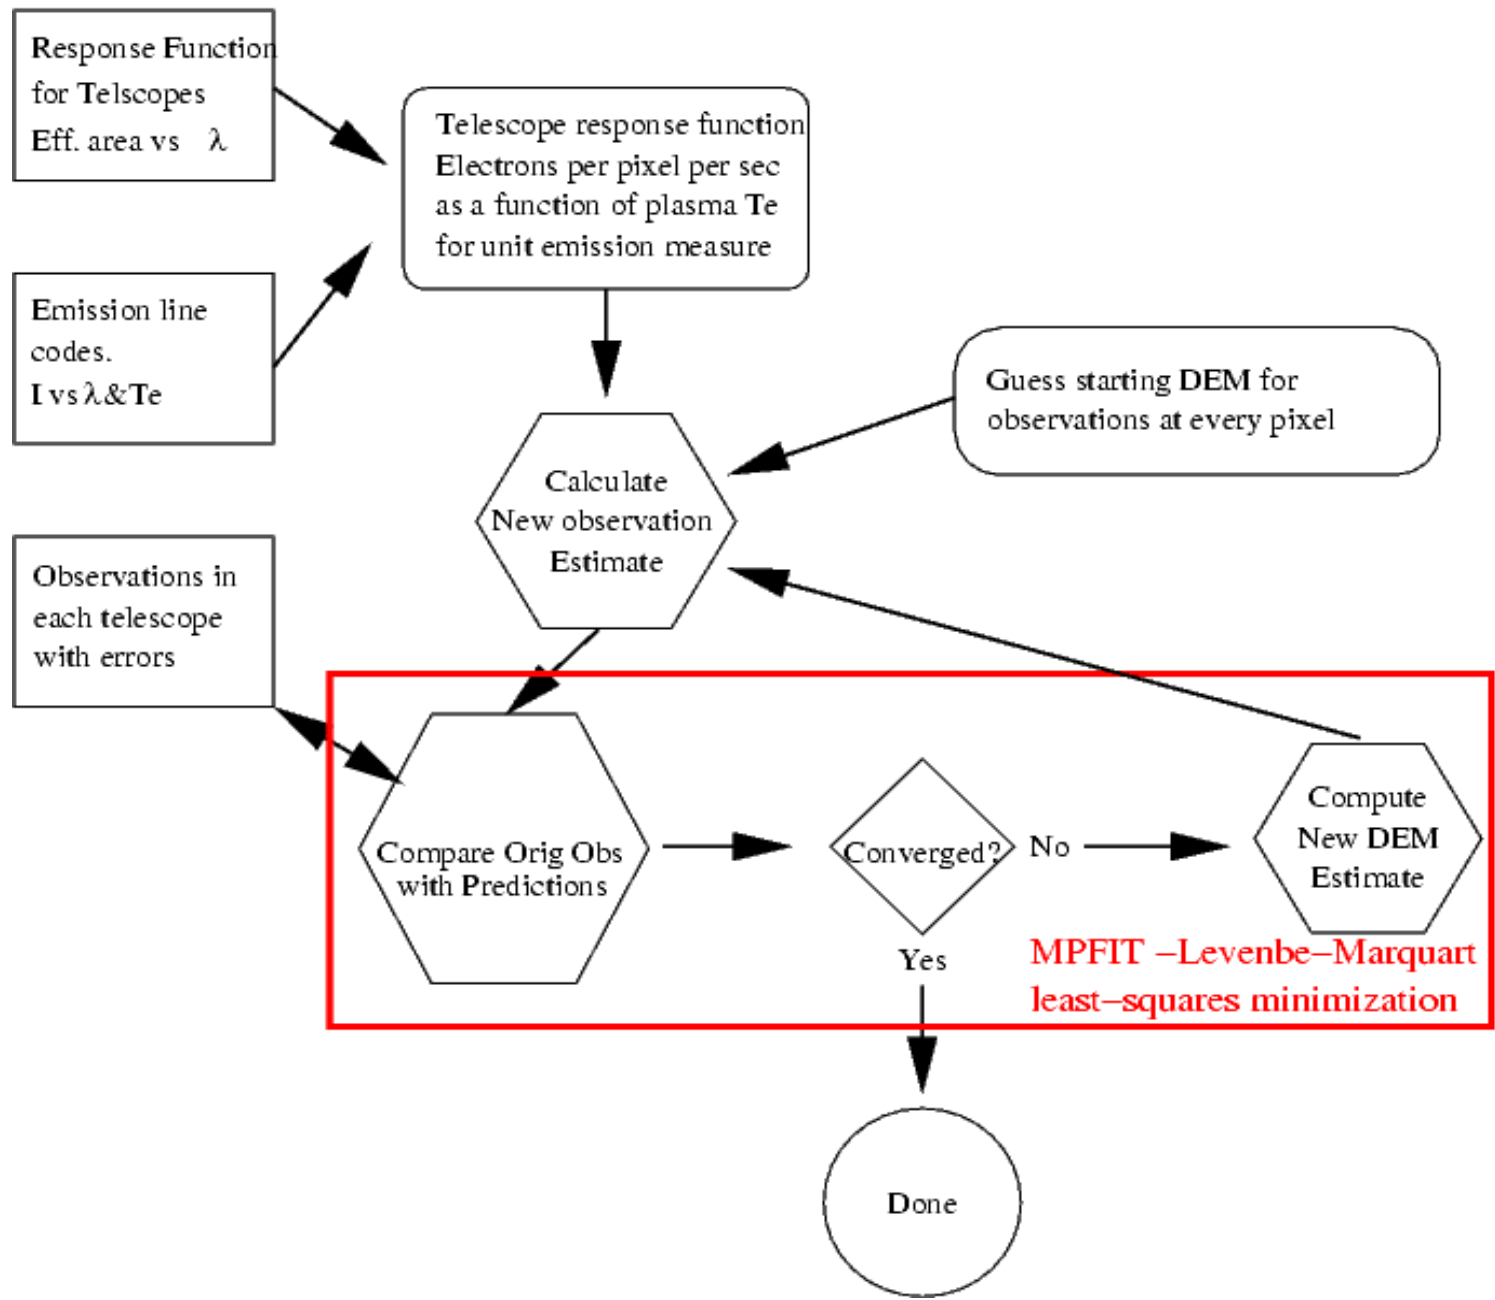 Response Function
for Telscopes
Eff. area vs λ
Telescope response function
Electrons per pixel per sec
as a function of plasma Te
for unit emission measure
Emission line
codes.
I vs λ&Te
Guess starting DEM for
observations at every pixel
Calculate
New observation
Estimate
Observations in
each telescope
with errors
Compare Orig Obs
with Predictions
Converged?
No
Compute
New DEM
Estimate
Yes
MPFIT –Levenbe–Marquart
least–squares minimization
Done